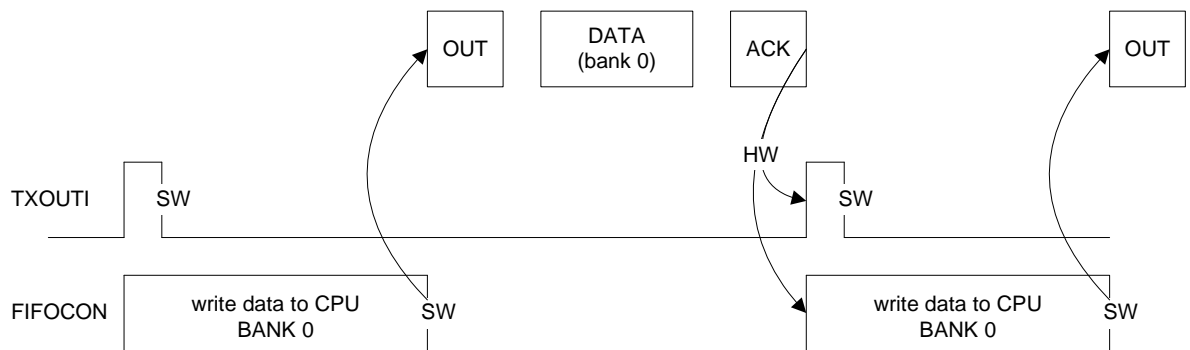 OUT
DATA
(bank 0)
ACK
OUT
HW
TXOUTI
SW
SW
FIFOCON
write data to CPU
BANK 0
SW
write data to CPU
BANK 0
SW